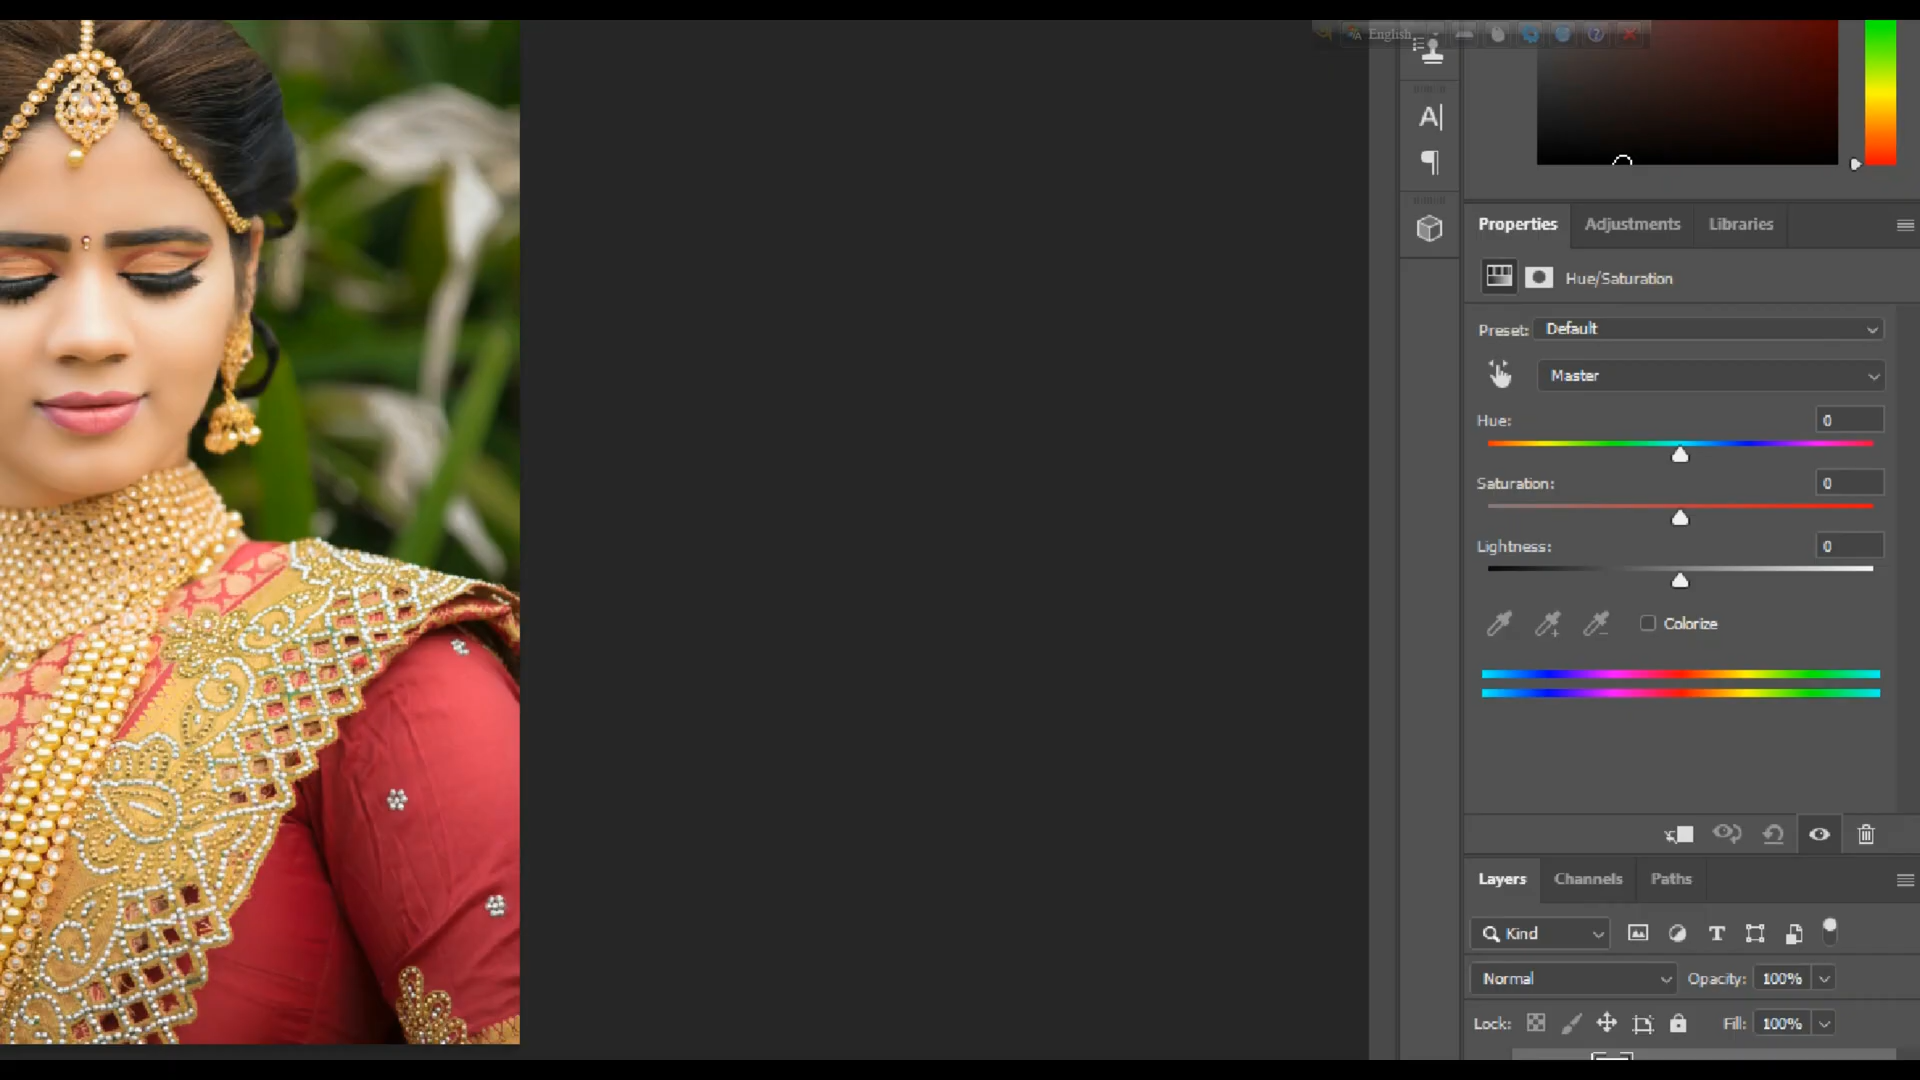 English
A|
Properties Adjustments Libraries
Hue/Saturation
Preset: Default
Master
Hue: 0
Saturation: 0
Lightness: 0
Colorize
Layers Channels Paths
Kind
Normal Opacity: 100%
Lock: Fill: 100%